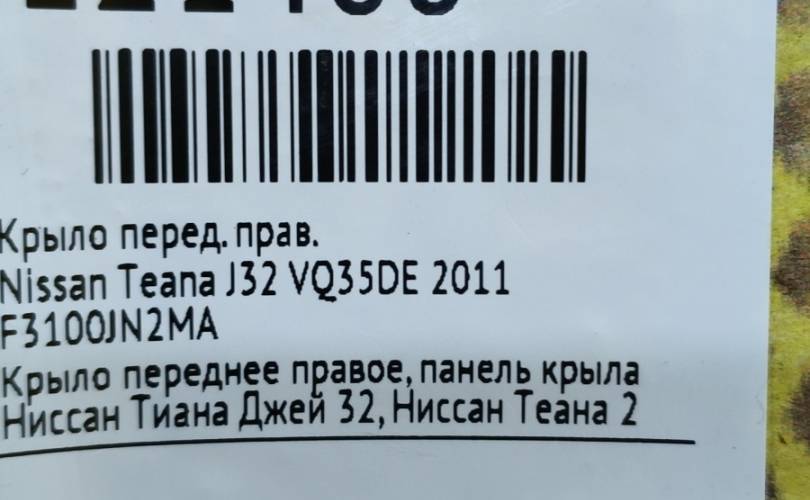 Крыло перед. прав.
Nissan Teana J32 VQ35DE 2011
F3100JN2MA
Крыло переднее правое, панель крыла
Ниссан Тиана Джей 32, Ниссан Теана 2